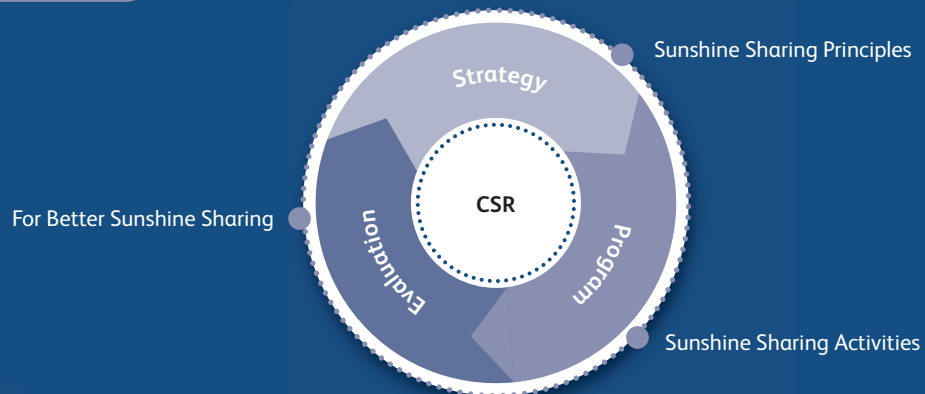 Sunshine Sharing Principles
Strategy
CSR
For Better Sunshine Sharing
Evaluation
Program
Sunshine Sharing Activities